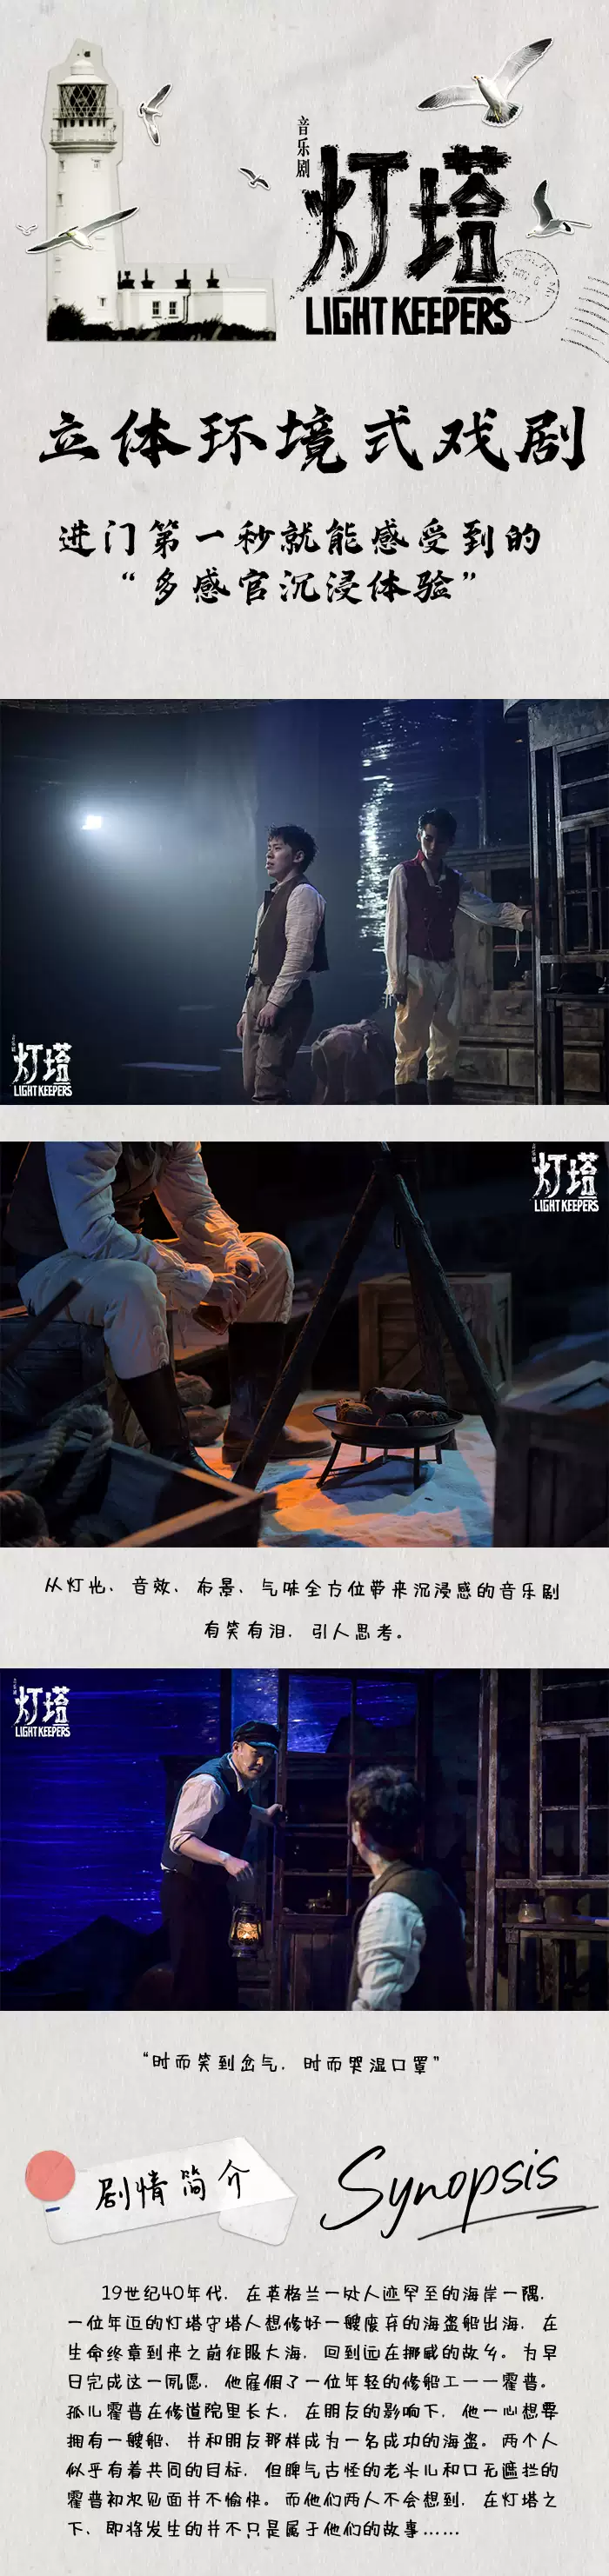 音乐剧
灯塔
LIGHT KEEPERS
立体环境式戏剧
进门第一秒就能感受到的
“多感官沉浸体验”
灯塔
LIGHT KEEPERS
灯塔
LIGHT KEEPERS
从灯光、音效、布景、气味全方位带来沉浸感的音乐剧
有笑有泪，引人思考。
灯塔
LIGHT KEEPERS
“时而笑到岔气，时而哭湿口罩”
剧情简介
Synopsis
19世纪40年代，在英格兰一处人迹罕至的海岸一隅，
一位年迈的灯塔守塔人想修好一艘废弃的海盗船出海，在
生命终章到来之前征服大海，回到远在挪威的故乡。为早
日完成这一夙愿，他雇佣了一位年轻的修船工——霍普。
孤儿霍普在修道院里长大，在朋友的影响下，他一心想要
拥有一艘船、并和朋友那样成为一名成功的海盗。两个人
似乎有着共同的目标，但脾气古怪的老头儿和口无遮拦的
霍普初次见面并不愉快。而他们两人不会想到，在灯塔之
下、即将发生的并不只是属于他们的故事……